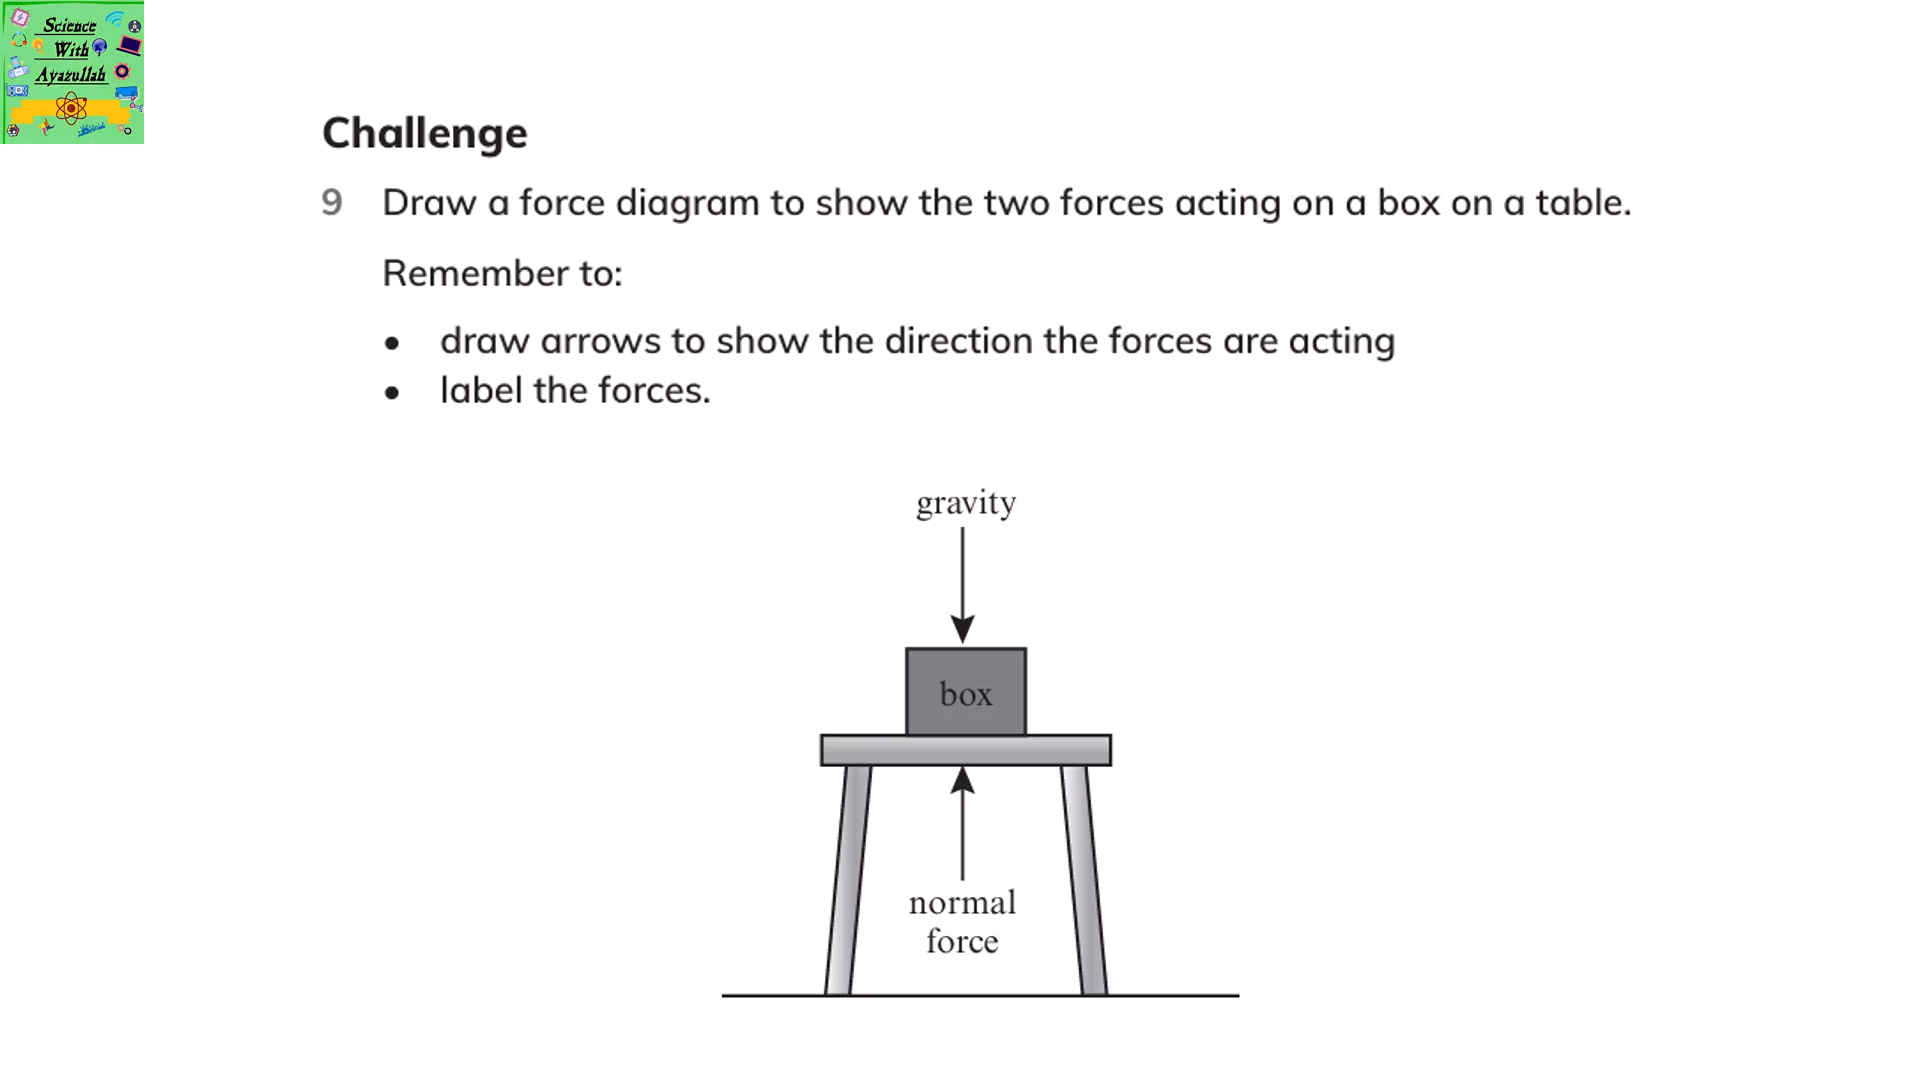 Science
With
Ayazullah
Challenge
9 Draw a force diagram to show the two forces acting on a box on a table.
Remember to:
• draw arrows to show the direction the forces are acting
• label the forces.
gravity
box
normal
force